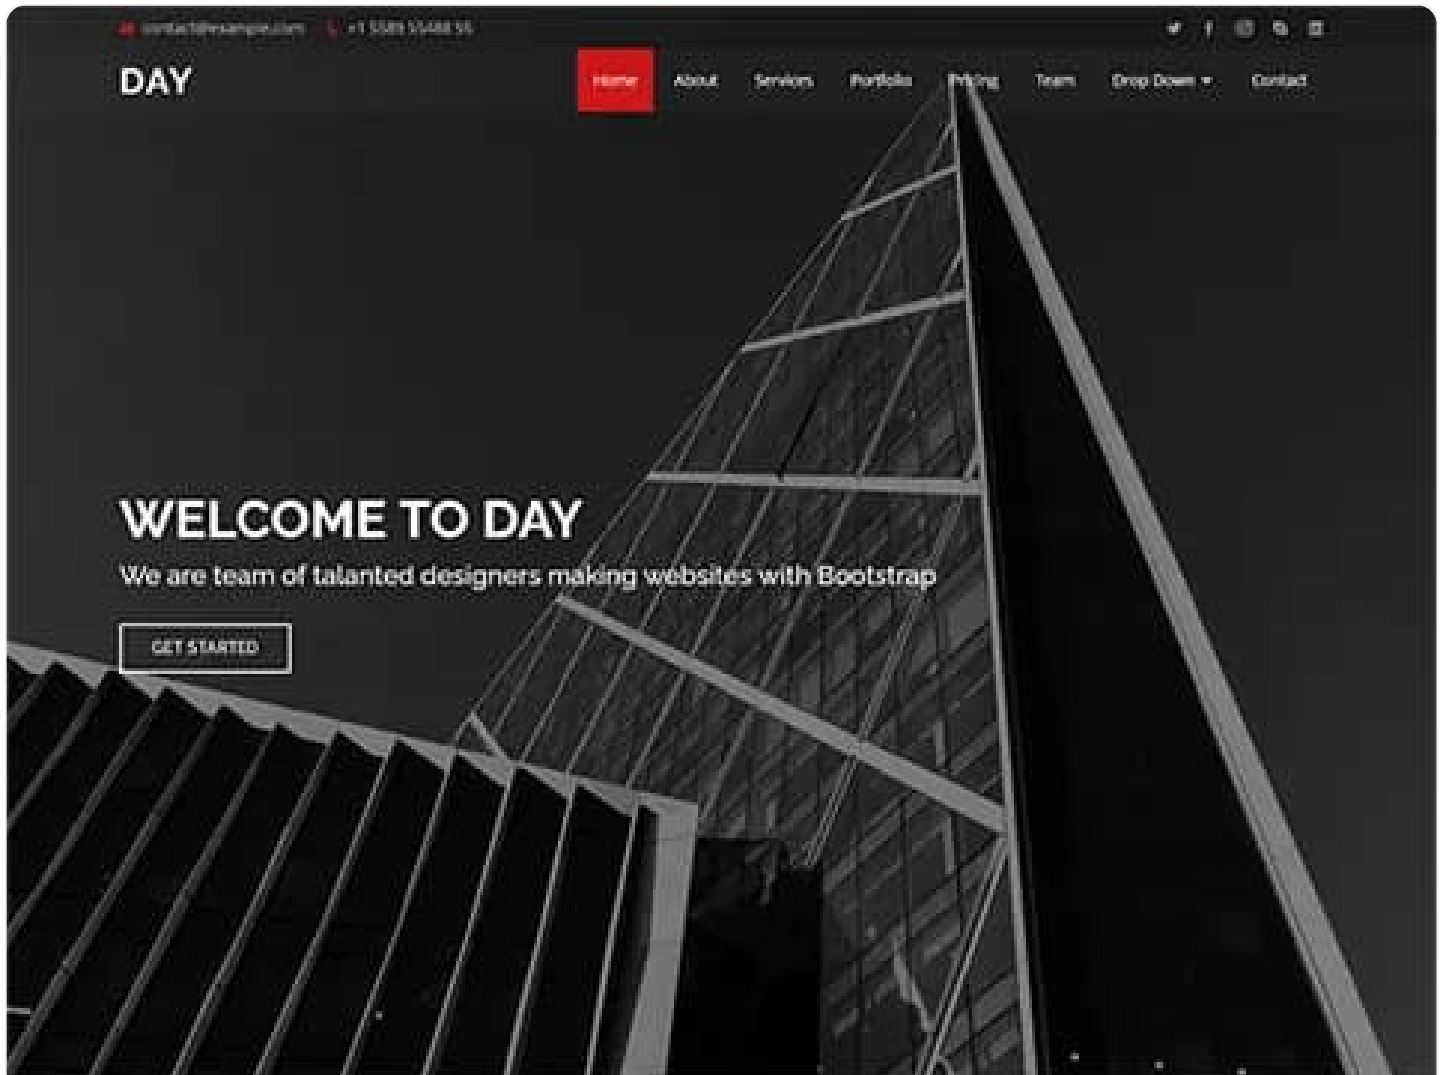 contact@example.com +1 5589 55488 55
DAY Home About Services Portfolio Pricing Team Drop Down Contact
WELCOME TO DAY
We are team of talanted designers making websites with Bootstrap
GET STARTED